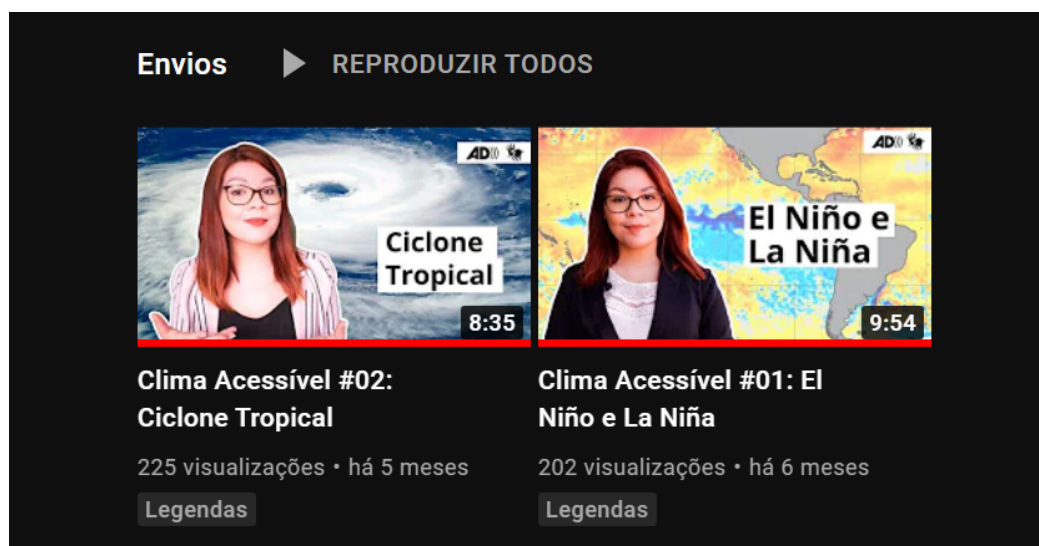 Envios REPRODUZIR TODOS
AD))
Ciclone
Tropical
8:35
AD))
El Niño e
La Niña
9:54
Clima Acessível #02:
Ciclone Tropical
225 visualizações • há 5 meses
Legendas
Clima Acessível #01: El
Niño e La Niña
202 visualizações • há 6 meses
Legendas